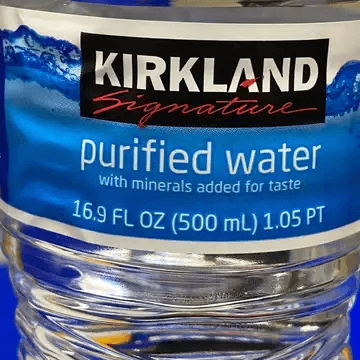 KIRKLAND
Signature
purified water
with minerals added for taste
16.9 FL OZ (500 mL) 1.05 PT